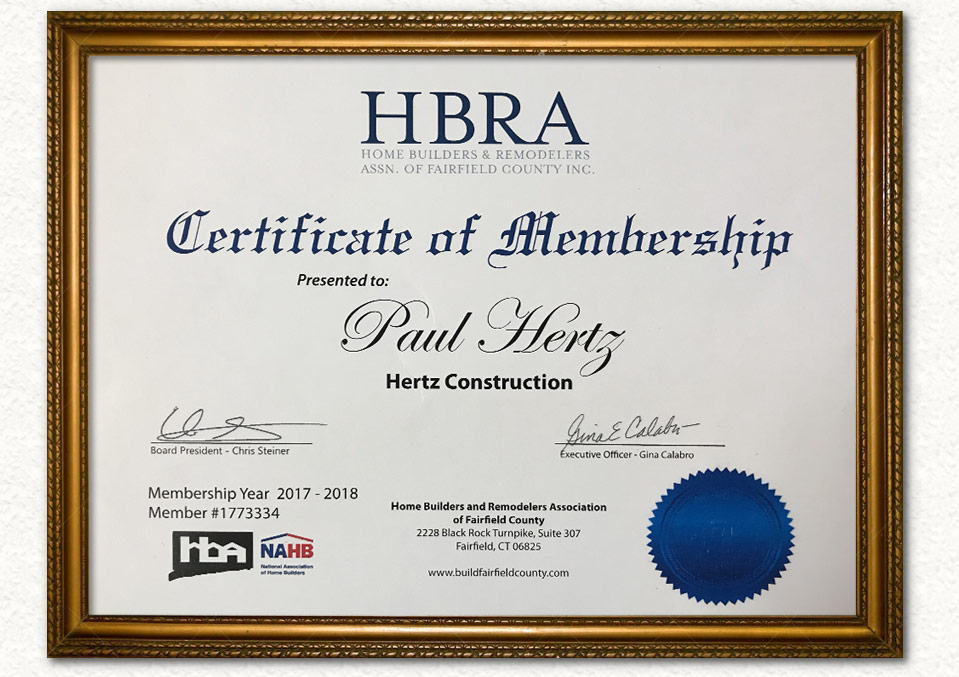 HBRA
HOME BUILDERS & REMODELERS
ASSN. OF FAIRFIELD COUNTY INC.
Certificate of Membership
Presented to:
Paul Hertz
Hertz Construction
Gina E Calabro
Board President - Chris Steiner
Executive Officer - Gina Calabro
Membership Year 2017 - 2018
Member #1773334
hba
NAHB
National Association
of Home Builders
Home Builders and Remodelers Association
of Fairfield County
2228 Black Rock Turnpike, Suite 307
Fairfield, CT 06825
www.buildfairfieldcounty.com